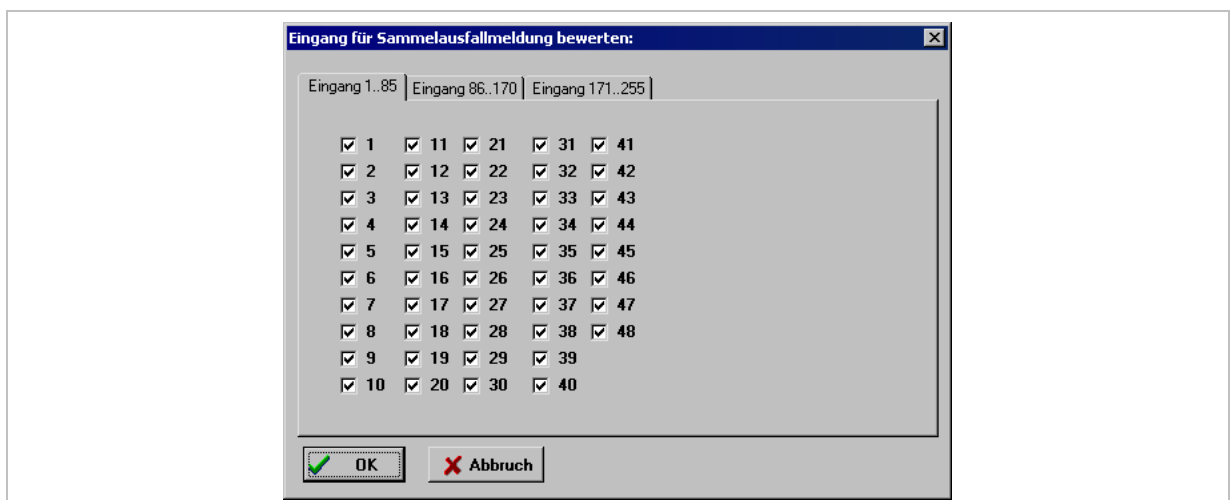 Eingang für Sammelausfallmeldung bewerten:
Eingang 1..85 Eingang 86..170 Eingang 171..255
1 11 21 31 41
2 12 22 32 42
3 13 23 33 43
4 14 24 34 44
5 15 25 35 45
6 16 26 36 46
7 17 27 37 47
8 18 28 38 48
9 19 29 39
10 20 30 40
OK Abbruch